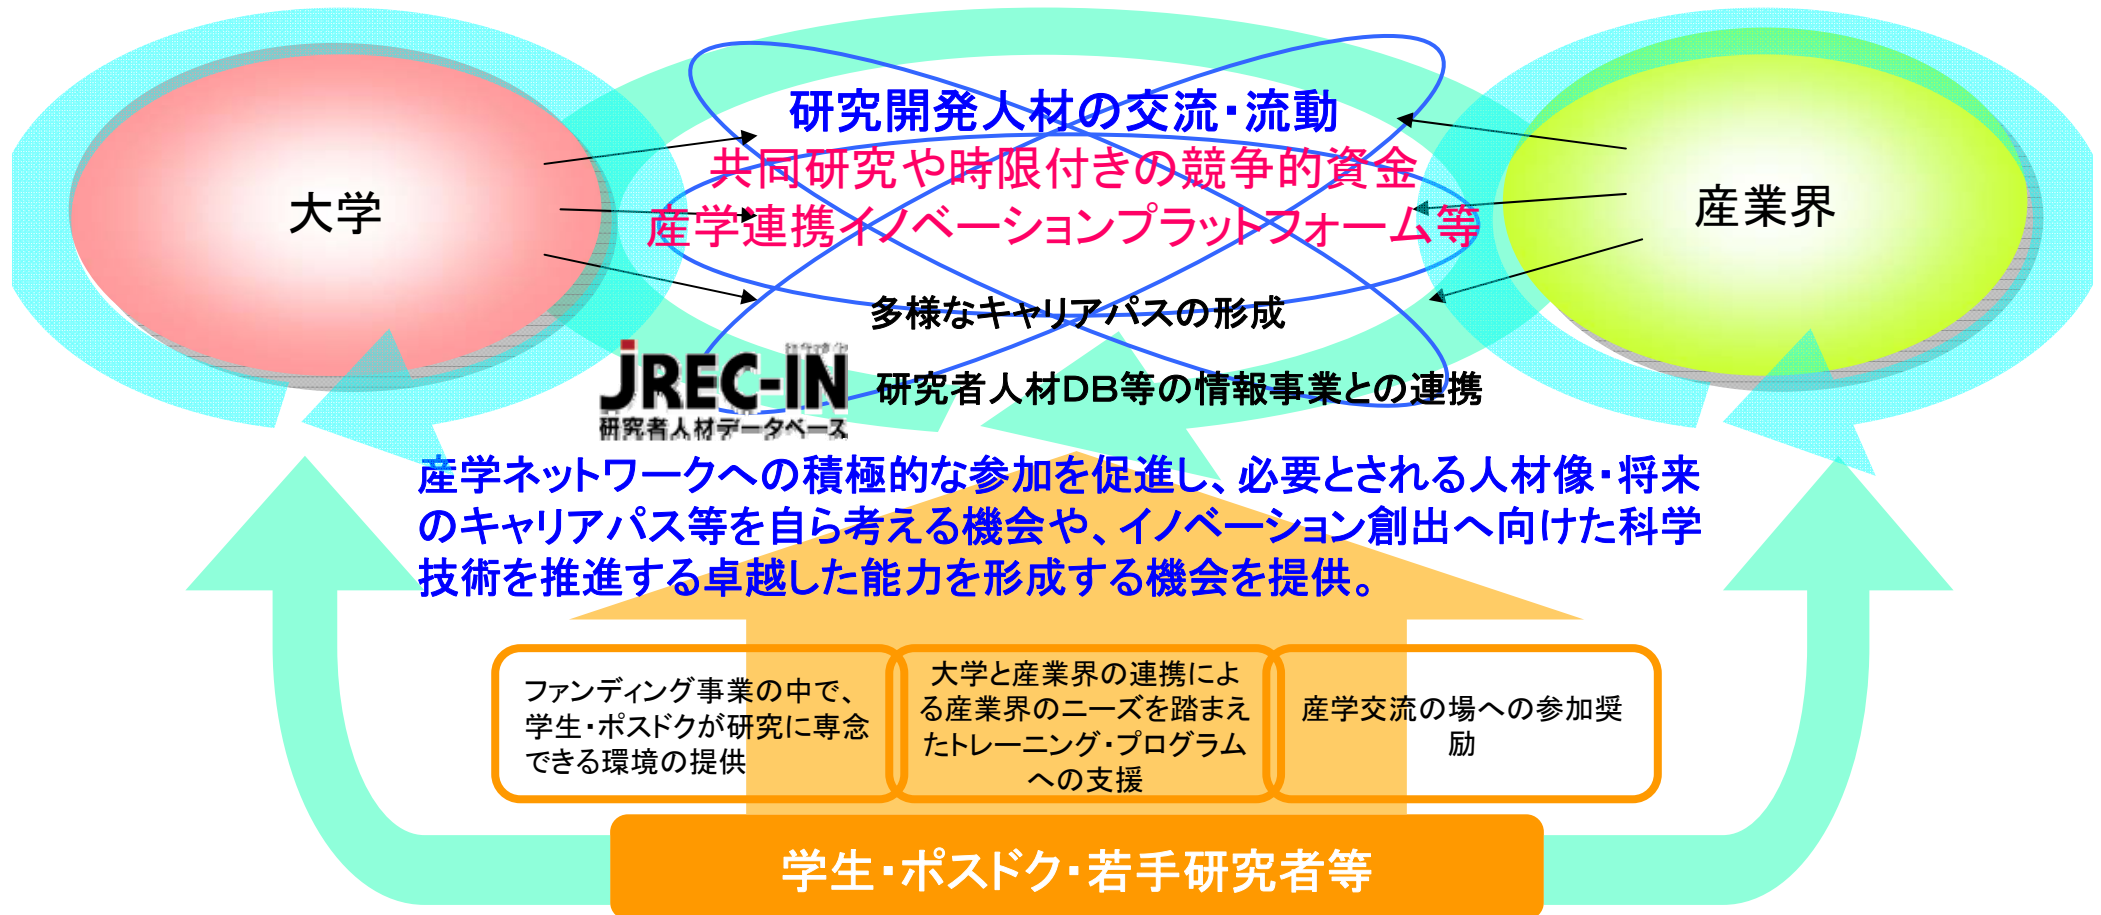 研究開発人材の交流・流動
共同研究や時限付きの競争的資金
産学連携イノベーションプラットフォーム等
大学
産業界
多様なキャリアパスの形成
JREC-IN
研究者人材データベース
研究者人材DB等の情報事業との連携
産学ネットワークへの積極的な参加を促進し、必要とされる人材像・将来
のキャリアパス等を自ら考える機会や、イノベーション創出へ向けた科学
技術を推進する卓越した能力を形成する機会を提供。
ファンディング事業の中で、
学生・ポスドクが研究に専念
できる環境の提供
大学と産業界の連携によ
る産業界のニーズを踏まえ
たトレーニング・プログラム
への支援
産学交流の場への参加奨
励
学生・ポスドク・若手研究者等